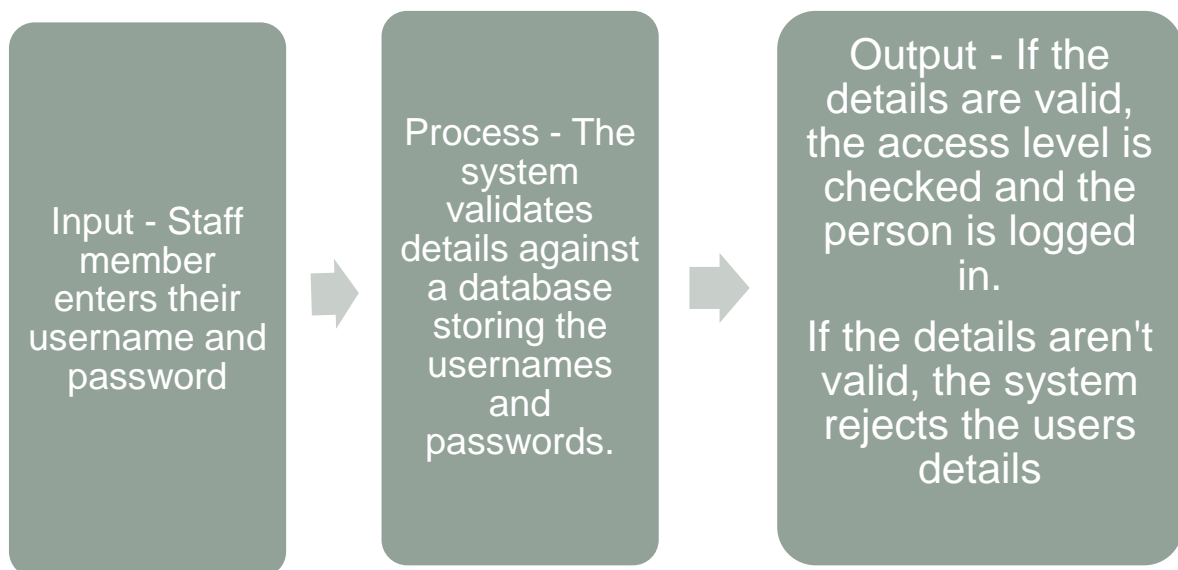 Input - Staff
member
enters their
username and
password
Process - The
system
validates
details against
a database
storing the
usernames
and
passwords.
Output - If the
details are valid,
the access level is
checked and the
person is logged
in.
If the details aren't
valid, the system
rejects the users
details